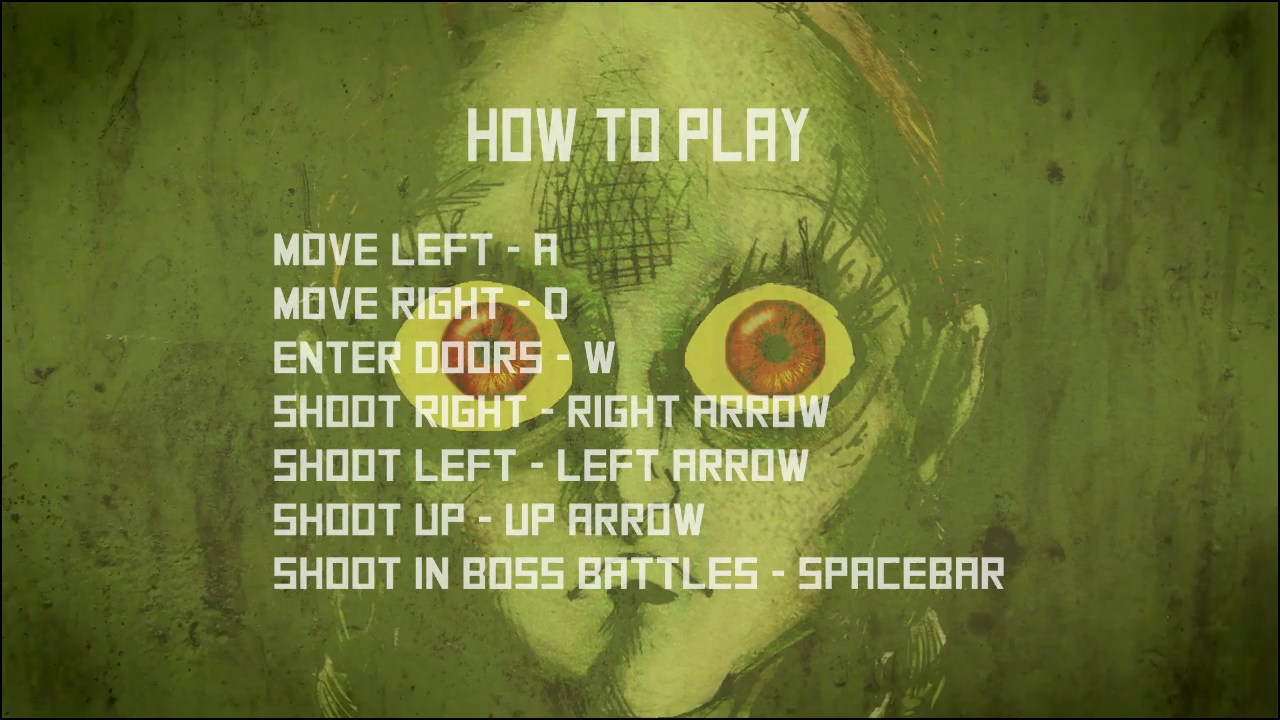 HOW TO PLAY
MOVE LEFT - A
MOVE RIGHT - D
ENTER DOORS - W
SHOOT RIGHT - RIGHT ARROW
SHOOT LEFT - LEFT ARROW
SHOOT UP - UP ARROW
SHOOT IN BOSS BATTLES - SPACEBAR